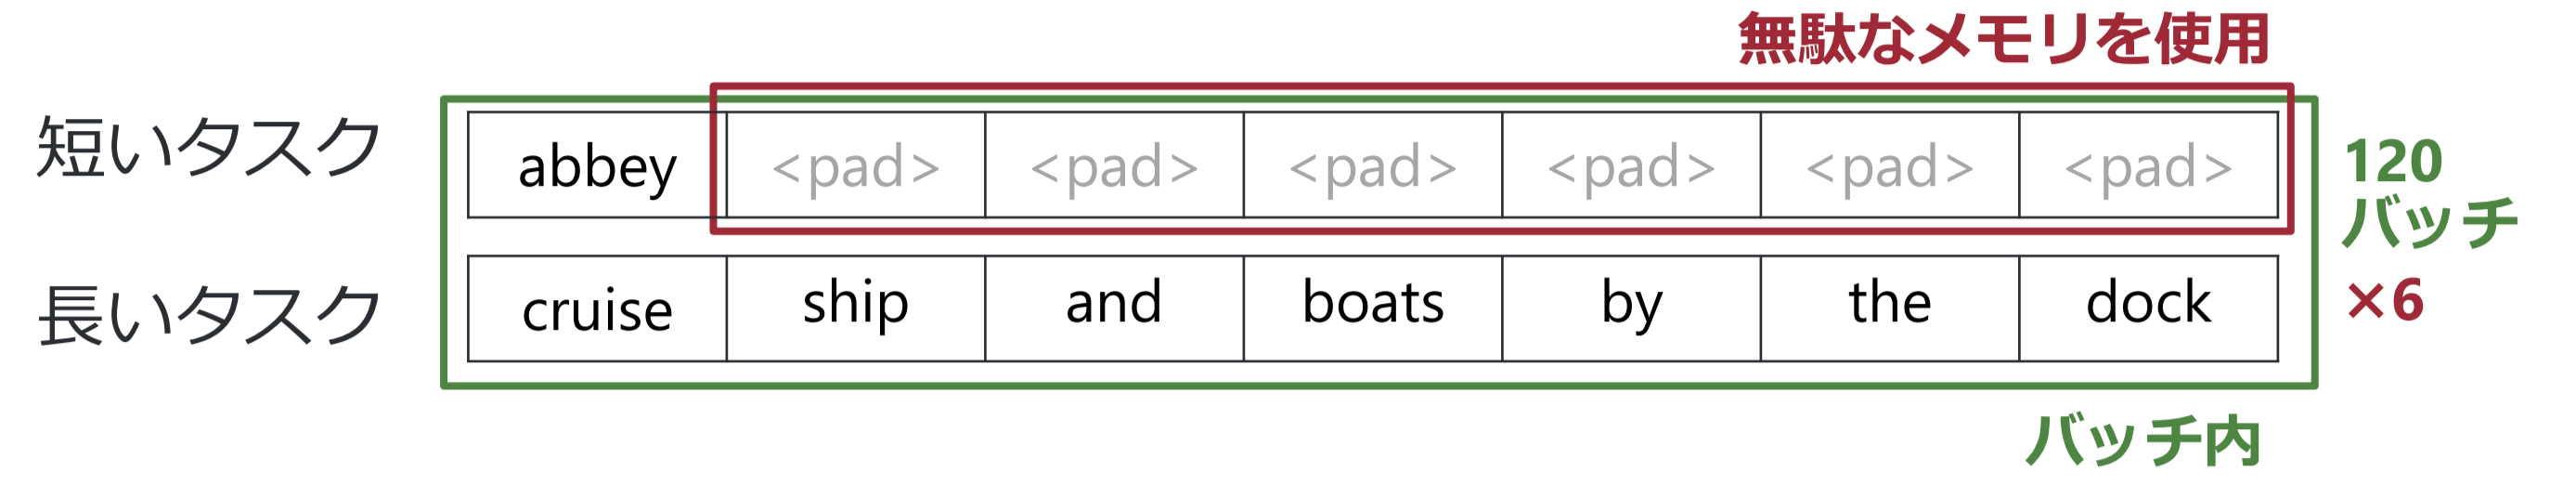 無駄なメモリを使用
短いタスク
abbey <pad> <pad> <pad> <pad> <pad> <pad>
120
バッチ
×6
長いタスク
cruise ship and boats by the dock
バッチ内